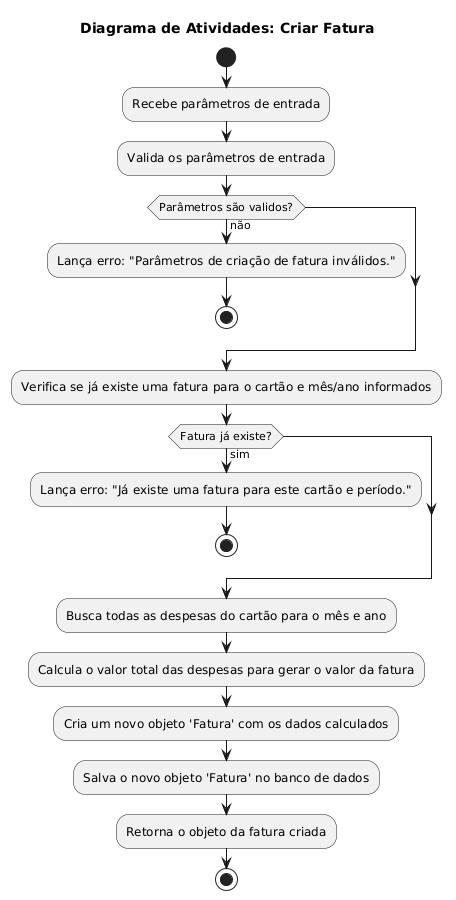 Diagrama de Atividades: Criar Fatura
Recebe parâmetros de entrada
Valida os parâmetros de entrada
Parâmetros são validos?
não
Lança erro: "Parâmetros de criação de fatura inválidos."
Verifica se já existe uma fatura para o cartão e mês/ano informados
Fatura já existe?
sim
Lança erro: "Já existe uma fatura para este cartão e período."
Busca todas as despesas do cartão para o mês e ano
Calcula o valor total das despesas para gerar o valor da fatura
Cria um novo objeto 'Fatura' com os dados calculados
Salva o novo objeto 'Fatura' no banco de dados
Retorna o objeto da fatura criada